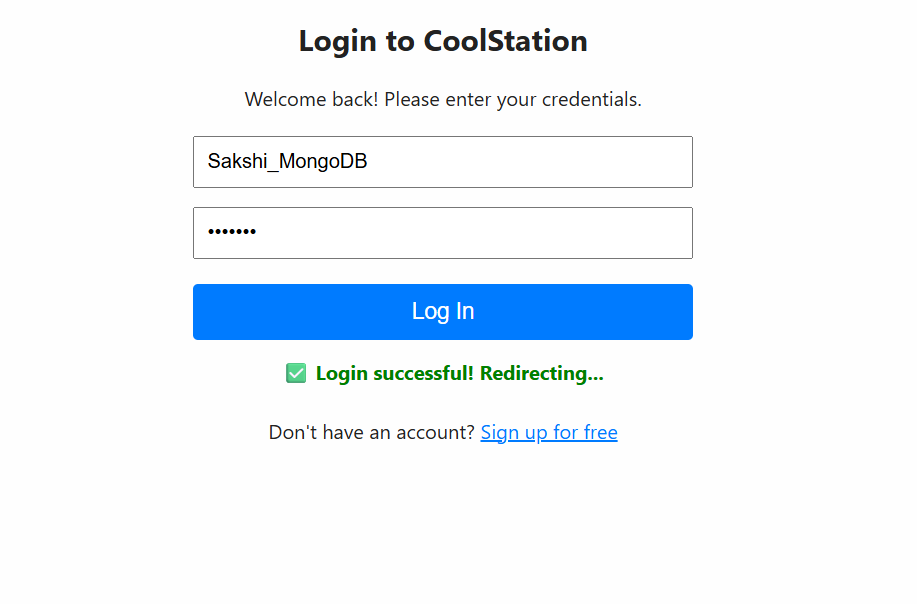 Login to CoolStation
Welcome back! Please enter your credentials.
Sakshi_MongoDB
•••••••
Log In
✅ Login successful! Redirecting...
Don't have an account? Sign up for free